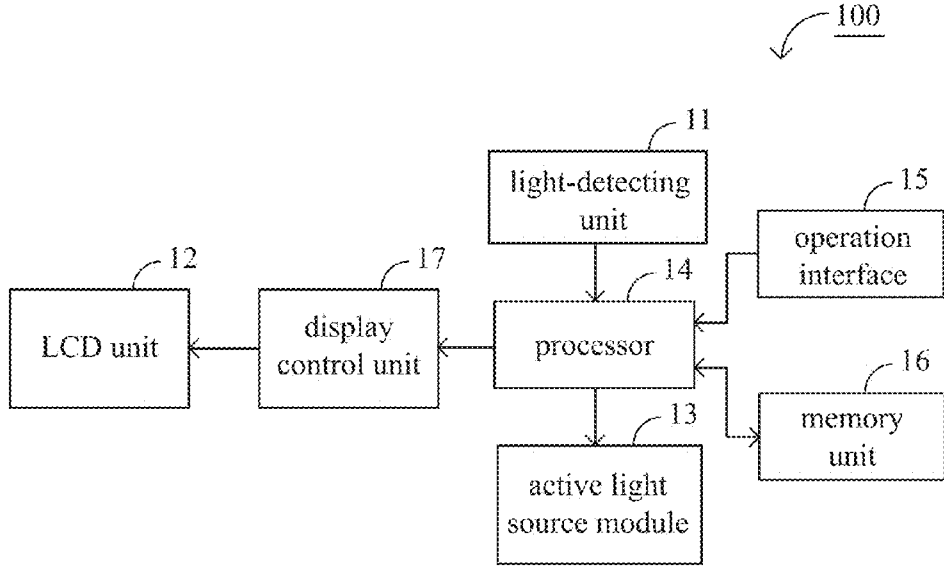 100
11
light-detecting
unit
15
operation
interface
12
LCD unit
17
display
control unit
14
processor
16
memory
unit
13
active light
source module